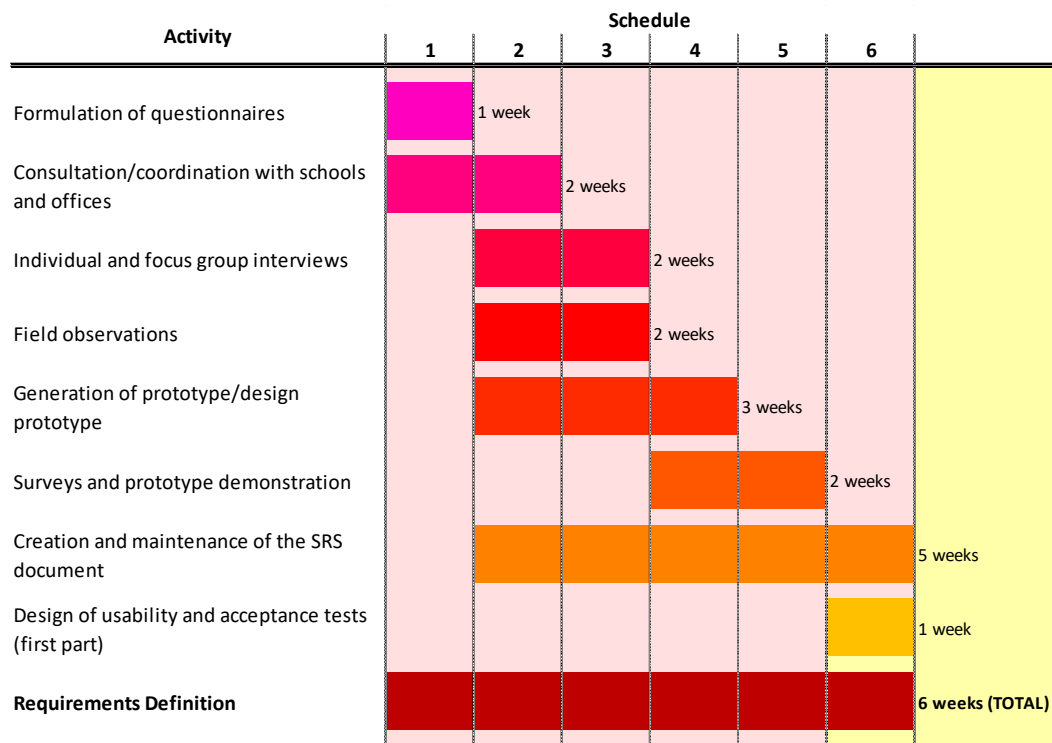 Activity
Schedule
1 2 3 4 5 6
Formulation of questionnaires
1 week
Consultation/coordination with schools
and offices
2 weeks
Individual and focus group interviews
2 weeks
Field observations
2 weeks
Generation of prototype/design
prototype
3 weeks
Surveys and prototype demonstration
2 weeks
Creation and maintenance of the SRS
document
5 weeks
Design of usability and acceptance tests
(first part)
1 week
Requirements Definition
6 weeks (TOTAL)